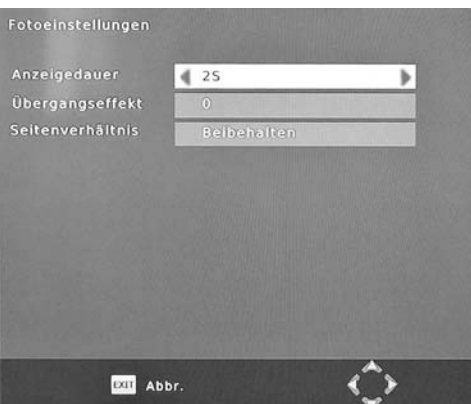 Fotoeinstellungen
Anzeigedauer 2S
Übergangseffekt 0
Seitenverhältnis Beibehalten
EXIT Abbr.